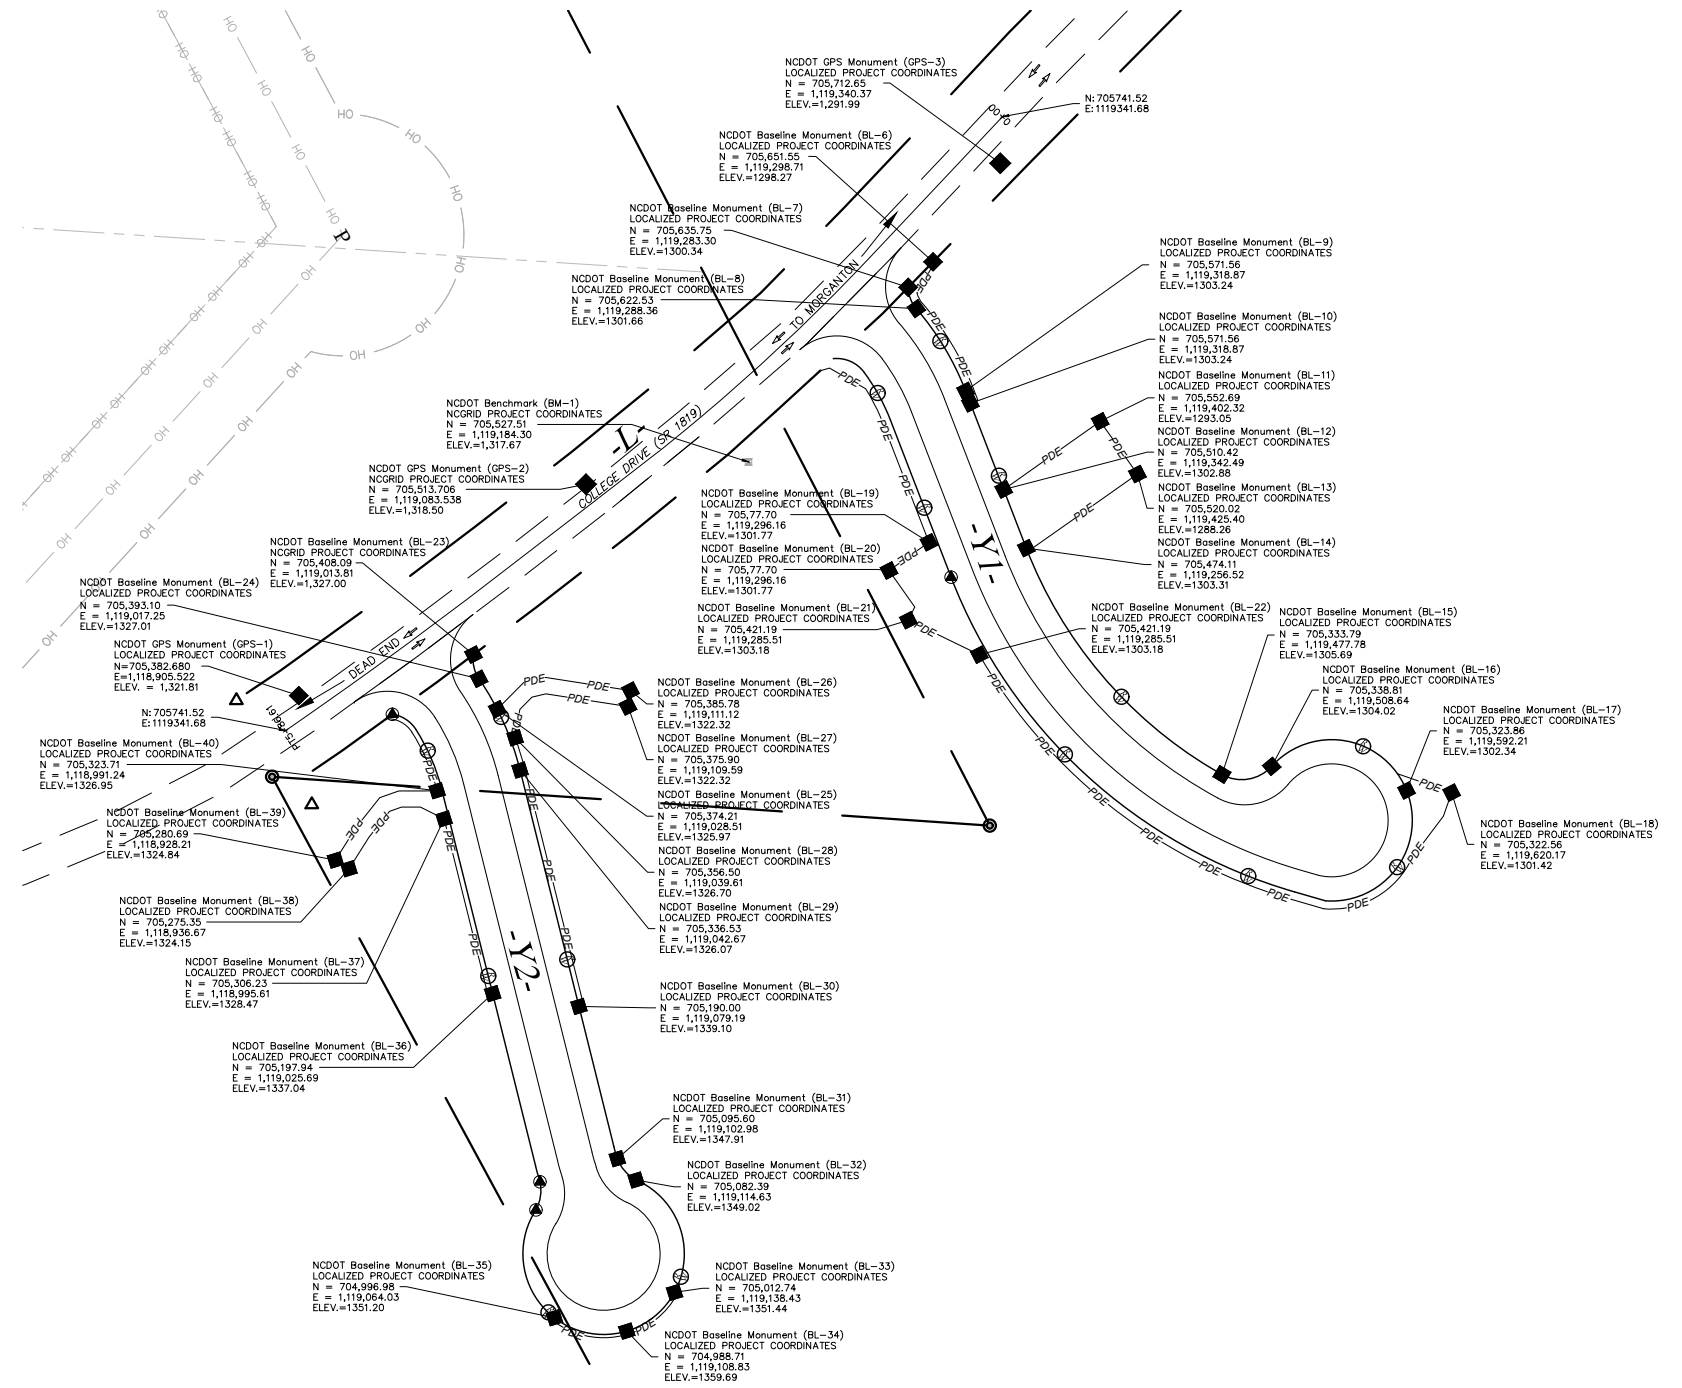 NCDOT GPS Monument (GPS-3)
LOCALIZED PROJECT COORDINATES
N = 705,712.65
E = 1,119,340.37
ELEV.=1,291.99
N:705741.52
E:1119341.68
NCDOT Baseline Monument (BL-6)
LOCALIZED PROJECT COORDINATES
N = 705,651.55
E = 1,119,298.71
ELEV.=1298.27
NCDOT Baseline Monument (BL-7)
LOCALIZED PROJECT COORDINATES
N = 705,635.75
E = 1,119,283.30
ELEV.=1300.34
NCDOT Baseline Monument (BL-8)
LOCALIZED PROJECT COORDINATES
N = 705,622.53
E = 1,119,288.36
ELEV.=1301.66
NCDOT Baseline Monument (BL-9)
LOCALIZED PROJECT COORDINATES
N = 705,571.56
E = 1,119,318.87
ELEV.=1303.24
NCDOT Baseline Monument (BL-10)
LOCALIZED PROJECT COORDINATES
N = 705,571.56
E = 1,119,318.87
ELEV.=1303.24
NCDOT Baseline Monument (BL-11)
LOCALIZED PROJECT COORDINATES
N = 705,552.69
E = 1,119,402.32
ELEV.=1293.05
NCDOT Baseline Monument (BL-12)
LOCALIZED PROJECT COORDINATES
N = 705,510.42
E = 1,119,342.49
ELEV.=1302.88
NCDOT Baseline Monument (BL-13)
LOCALIZED PROJECT COORDINATES
N = 705,520.02
E = 1,119,425.40
ELEV.=1288.26
NCDOT Baseline Monument (BL-14)
LOCALIZED PROJECT COORDINATES
N = 705,474.11
E = 1,119,256.52
ELEV.=1303.31
NCDOT Benchmark (BM-1)
NCGRID PROJECT COORDINATES
N = 705,527.51
E = 1,119,184.30
ELEV.=1,317.67
NCDOT GPS Monument (GPS-2)
NCGRID PROJECT COORDINATES
N = 705,513.706
E = 1,119,083.538
ELEV.=1,318.50
-L-
COLLEGE DRIVE (SR 1819)
TO MORGANTON
P
-Y1-
NCDOT Baseline Monument (BL-19)
LOCALIZED PROJECT COORDINATES
N = 705,77.70
E = 1,119,296.16
ELEV.=1301.77
NCDOT Baseline Monument (BL-20)
LOCALIZED PROJECT COORDINATES
N = 705,77.70
E = 1,119,296.16
ELEV.=1301.77
NCDOT Baseline Monument (BL-21)
LOCALIZED PROJECT COORDINATES
N = 705,421.19
E = 1,119,285.51
ELEV.=1303.18
NCDOT Baseline Monument (BL-22)
LOCALIZED PROJECT COORDINATES
N = 705,421.19
E = 1,119,285.51
ELEV.=1303.18
NCDOT Baseline Monument (BL-15)
LOCALIZED PROJECT COORDINATES
N = 705,333.79
E = 1,119,477.78
ELEV.=1305.69
NCDOT Baseline Monument (BL-16)
LOCALIZED PROJECT COORDINATES
N = 705,338.81
E = 1,119,508.64
ELEV.=1304.02
NCDOT Baseline Monument (BL-17)
LOCALIZED PROJECT COORDINATES
N = 705,323.86
E = 1,119,592.21
ELEV.=1302.34
NCDOT Baseline Monument (BL-18)
LOCALIZED PROJECT COORDINATES
N = 705,322.56
E = 1,119,620.17
ELEV.=1301.42
NCDOT Baseline Monument (BL-23)
NCGRID PROJECT COORDINATES
N = 705,408.09
E = 1,119,013.81
ELEV.=1,327.00
NCDOT Baseline Monument (BL-24)
LOCALIZED PROJECT COORDINATES
N = 705,393.10
E = 1,119,017.25
ELEV.=1327.01
NCDOT GPS Monument (GPS-1)
LOCALIZED PROJECT COORDINATES
N=705,382.680
E=1,118,905.522
ELEV. = 1,321.81
DEAD END
N:705741.52
E:1119341.68
NCDOT Baseline Monument (BL-40)
LOCALIZED PROJECT COORDINATES
N = 705,323.71
E = 1,118,991.24
ELEV.=1326.95
NCDOT Baseline Monument (BL-39)
LOCALIZED PROJECT COORDINATES
N = 705,280.69
E = 1,118,928.21
ELEV.=1324.84
NCDOT Baseline Monument (BL-38)
LOCALIZED PROJECT COORDINATES
N = 705,275.35
E = 1,118,936.67
ELEV.=1324.15
NCDOT Baseline Monument (BL-37)
LOCALIZED PROJECT COORDINATES
N = 705,306.23
E = 1,118,995.61
ELEV.=1328.47
NCDOT Baseline Monument (BL-36)
LOCALIZED PROJECT COORDINATES
N = 705,197.94
E = 1,119,025.69
ELEV.=1337.04
-Y2-
NCDOT Baseline Monument (BL-26)
LOCALIZED PROJECT COORDINATES
N = 705,385.78
E = 1,119,111.12
ELEV.=1322.32
NCDOT Baseline Monument (BL-27)
LOCALIZED PROJECT COORDINATES
N = 705,375.90
E = 1,119,109.59
ELEV.=1322.32
NCDOT Baseline Monument (BL-25)
LOCALIZED PROJECT COORDINATES
N = 705,374.21
E = 1,119,028.51
ELEV.=1325.97
NCDOT Baseline Monument (BL-28)
LOCALIZED PROJECT COORDINATES
N = 705,356.50
E = 1,119,039.61
ELEV.=1326.70
NCDOT Baseline Monument (BL-29)
LOCALIZED PROJECT COORDINATES
N = 705,336.53
E = 1,119,042.67
ELEV.=1326.07
NCDOT Baseline Monument (BL-30)
LOCALIZED PROJECT COORDINATES
N = 705,190.00
E = 1,119,079.19
ELEV.=1339.10
NCDOT Baseline Monument (BL-31)
LOCALIZED PROJECT COORDINATES
N = 705,095.60
E = 1,119,102.98
ELEV.=1347.91
NCDOT Baseline Monument (BL-32)
LOCALIZED PROJECT COORDINATES
N = 705,082.39
E = 1,119,114.63
ELEV.=1349.02
NCDOT Baseline Monument (BL-35)
LOCALIZED PROJECT COORDINATES
N = 704,996.98
E = 1,119,064.03
ELEV.=1351.20
NCDOT Baseline Monument (BL-33)
LOCALIZED PROJECT COORDINATES
N = 705,012.74
E = 1,119,138.43
ELEV.=1351.44
NCDOT Baseline Monument (BL-34)
LOCALIZED PROJECT COORDINATES
N = 704,988.71
E = 1,119,108.83
ELEV.=1359.69